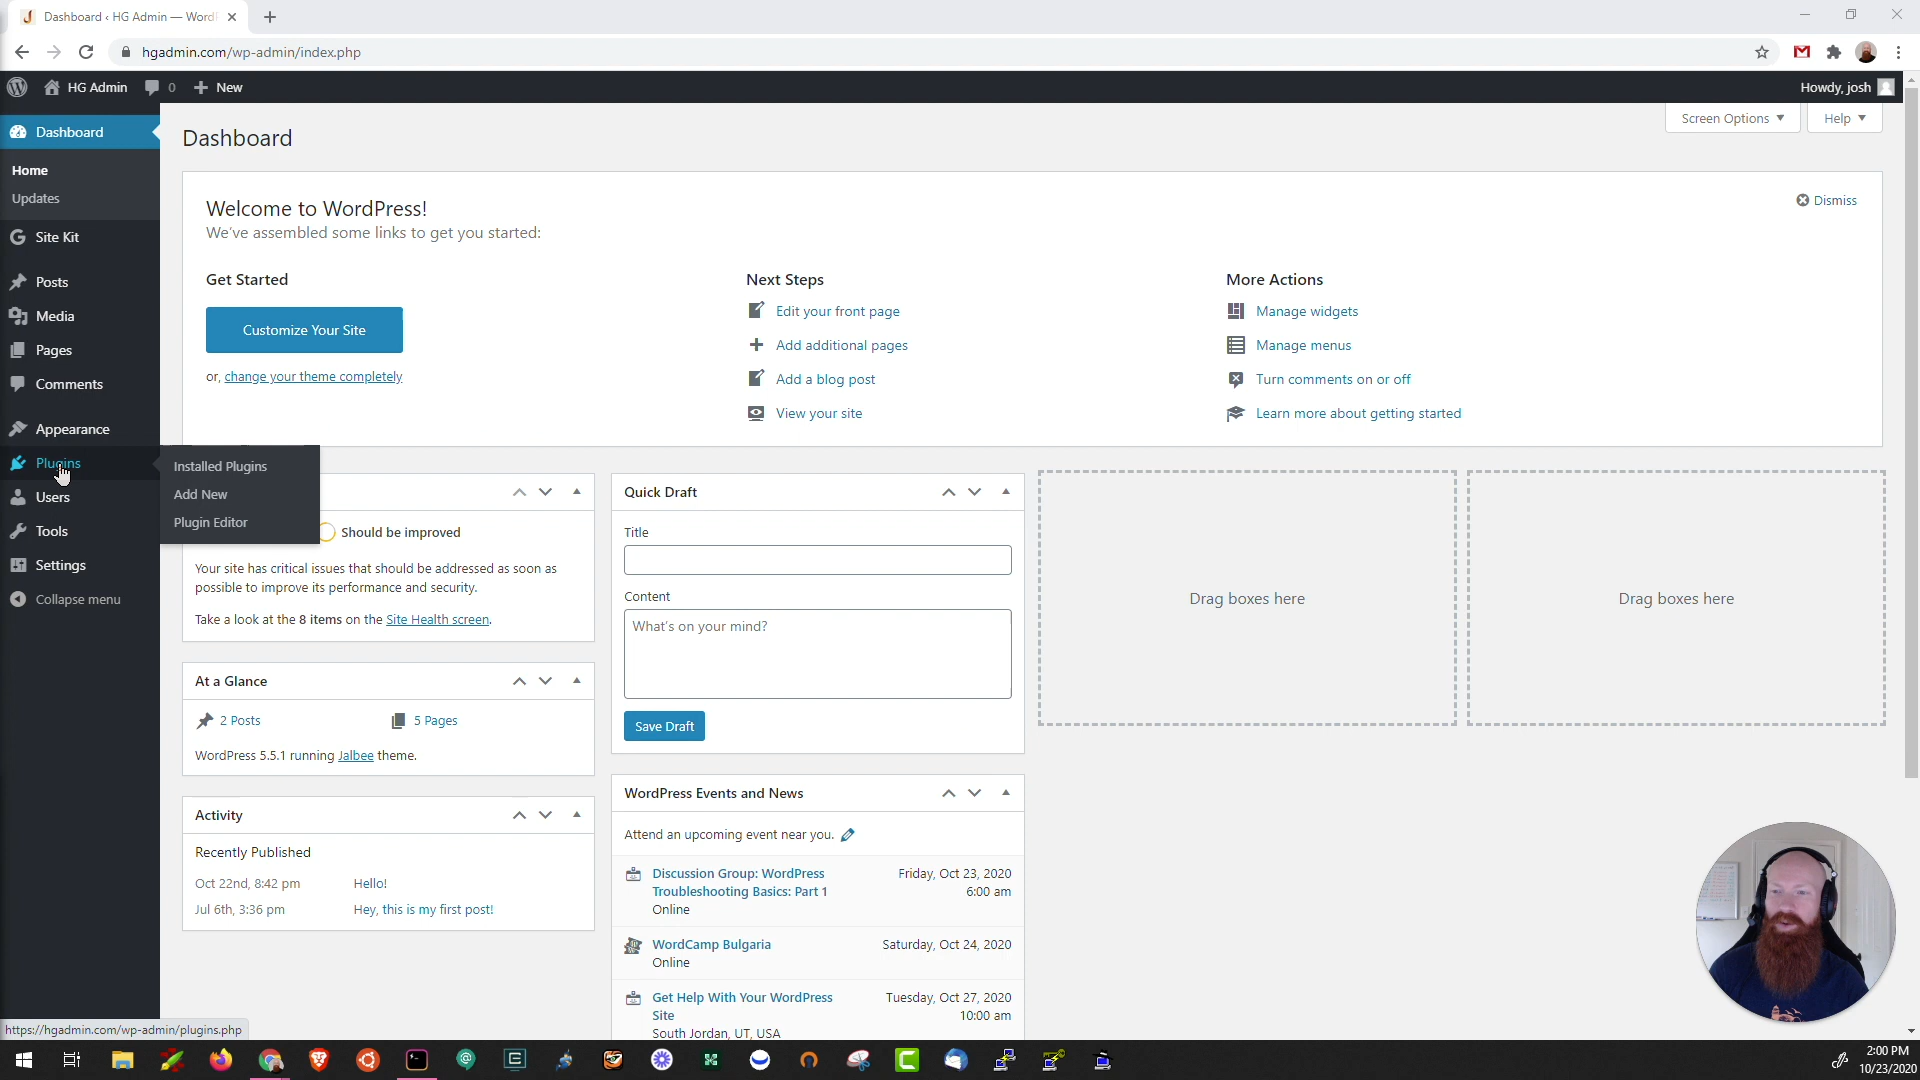 Dashboard ‹ HG Admin — WordP
hgadmin.com/wp-admin/index.php
HG Admin
0
New
Howdy, josh
Dashboard
Home
Updates
Site Kit
Posts
Media
Pages
Comments
Appearance
Plugins
Users
Tools
Settings
Collapse menu
Installed Plugins
Add New
Plugin Editor
Dashboard
Screen Options
Help
Welcome to WordPress!
We've assembled some links to get you started:
Dismiss
Get Started
Customize Your Site
or, change your theme completely
Next Steps
Edit your front page
Add additional pages
Add a blog post
View your site
More Actions
Manage widgets
Manage menus
Turn comments on or off
Learn more about getting started
Should be improved
Your site has critical issues that should be addressed as soon as
possible to improve its performance and security.
Take a look at the 8 items on the Site Health screen.
At a Glance
2 Posts
5 Pages
WordPress 5.5.1 running Jalbee theme.
Activity
Recently Published
Oct 22nd, 8:42 pm
Hello!
Jul 6th, 3:36 pm
Hey, this is my first post!
Quick Draft
Title
Content
What's on your mind?
Save Draft
WordPress Events and News
Attend an upcoming event near you.
Discussion Group: WordPress
Troubleshooting Basics: Part 1
Online
Friday, Oct 23, 2020
6:00 am
WordCamp Bulgaria
Online
Saturday, Oct 24, 2020
Get Help With Your WordPress
Site
South Jordan, UT, USA
Tuesday, Oct 27, 2020
10:00 am
Drag boxes here
Drag boxes here
https://hgadmin.com/wp-admin/plugins.php
2:00 PM
10/23/2020